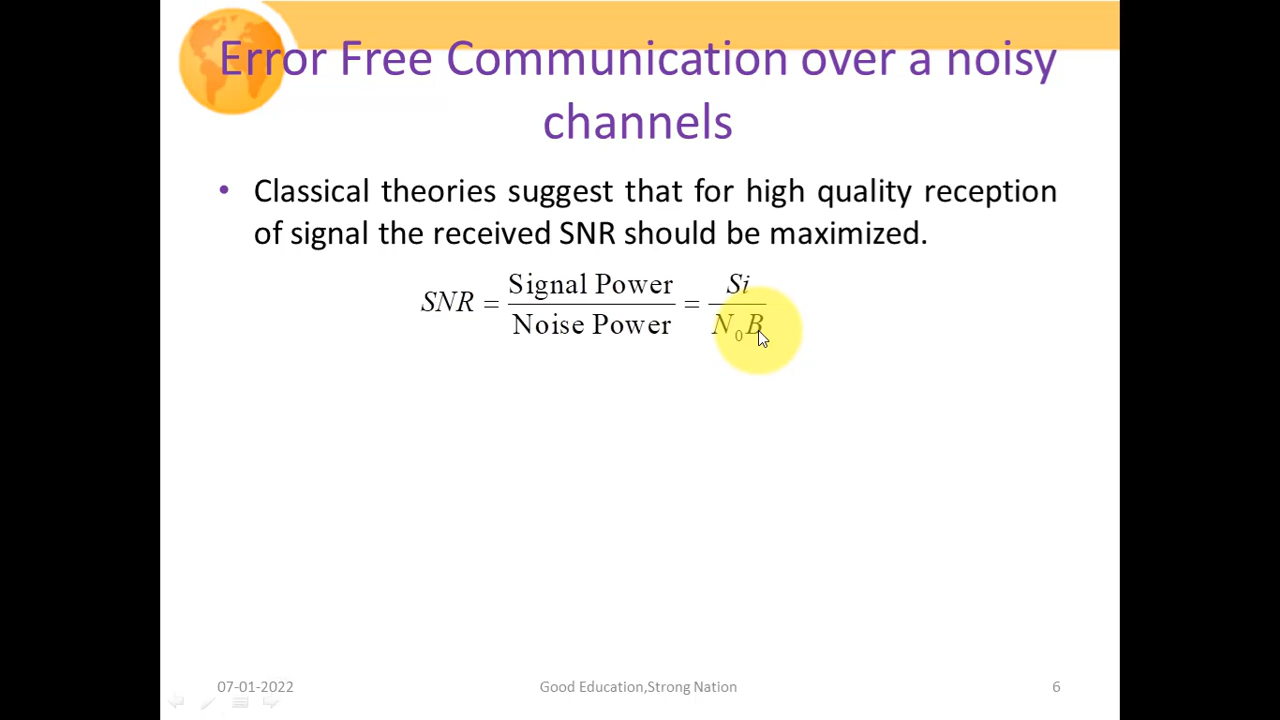 Error Free Communication over a noisy
channels
• Classical theories suggest that for high quality reception
of signal the received SNR should be maximized.
SNR = Signal Power / Noise Power = Si / N₀B
07-01-2022 Good Education,Strong Nation 6